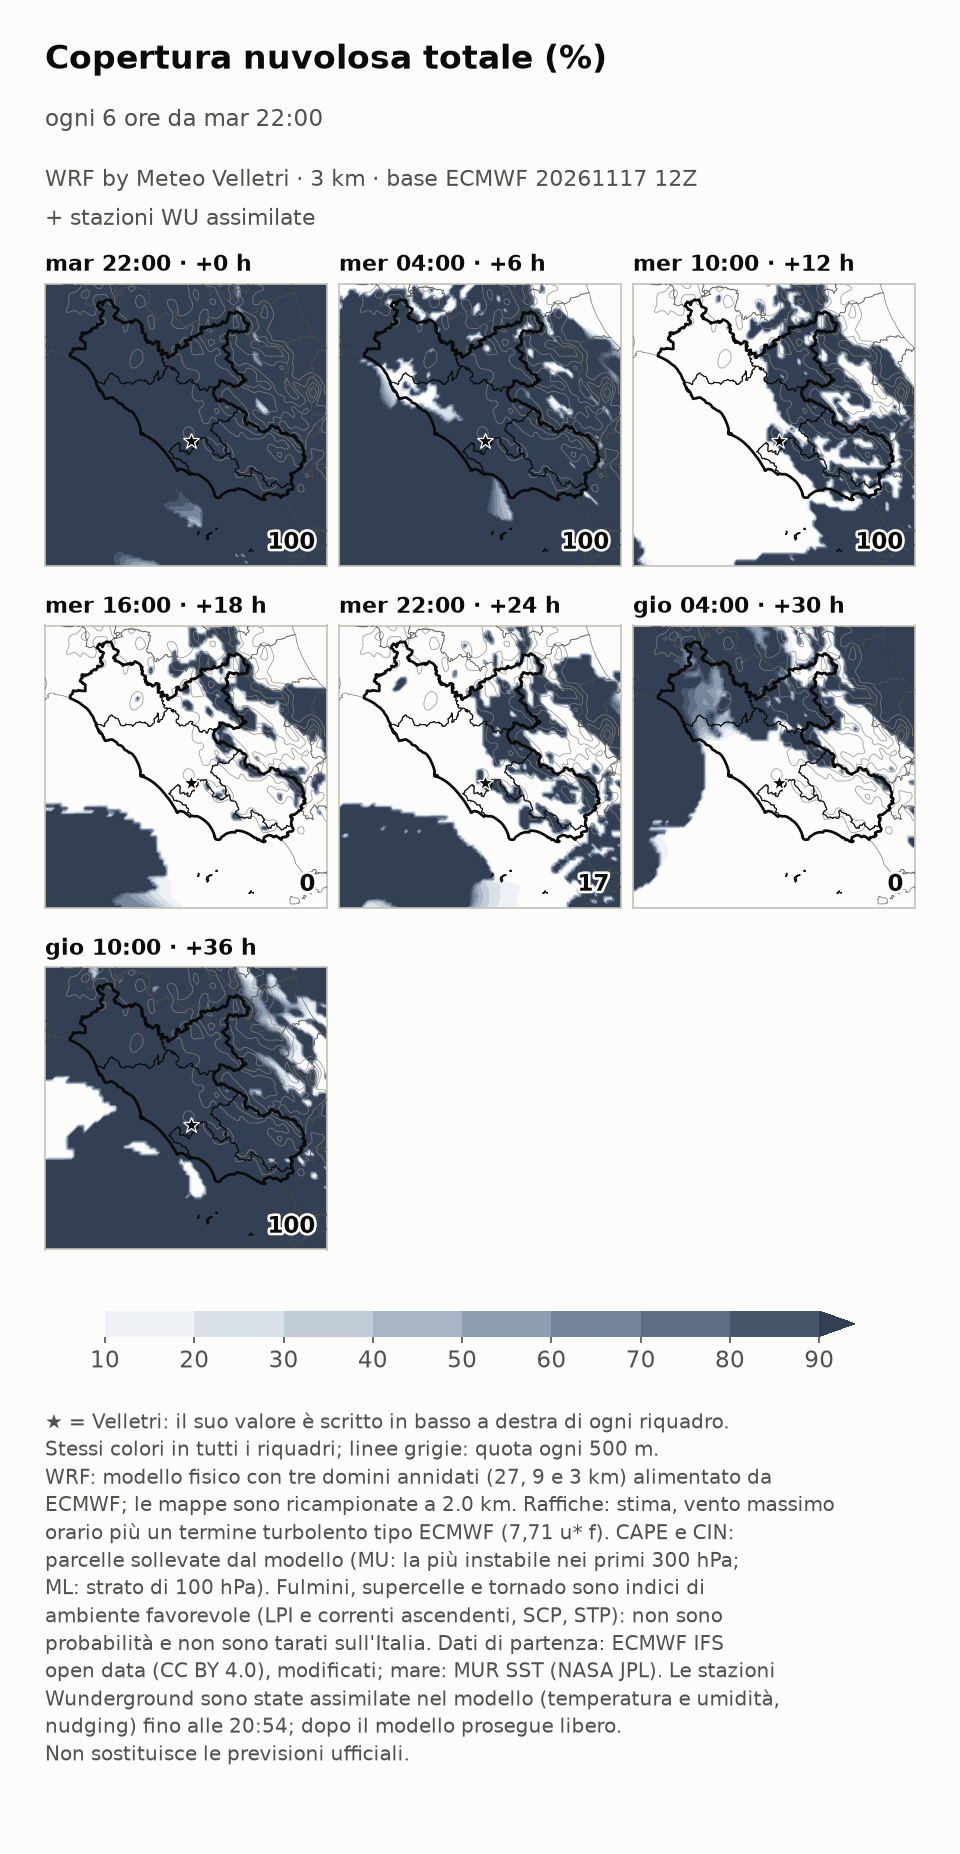 Copertura nuvolosa totale (%)
ogni 6 ore da mar 22:00
WRF by Meteo Velletri · 3 km · base ECMWF 20261117 12Z
+ stazioni WU assimilate
mar 22:00 · +0 h
mer 04:00 · +6 h
mer 10:00 · +12 h
100
100
100
mer 16:00 · +18 h
mer 22:00 · +24 h
gio 04:00 · +30 h
0
17
0
gio 10:00 · +36 h
100
10 20 30 40 50 60 70 80 90
★ = Velletri: il suo valore è scritto in basso a destra di ogni riquadro.
Stessi colori in tutti i riquadri; linee grigie: quota ogni 500 m.
WRF: modello fisico con tre domini annidati (27, 9 e 3 km) alimentato da
ECMWF; le mappe sono ricampionate a 2.0 km. Raffiche: stima, vento massimo
orario più un termine turbolento tipo ECMWF (7,71 u* f). CAPE e CIN:
parcelle sollevate dal modello (MU: la più instabile nei primi 300 hPa;
ML: strato di 100 hPa). Fulmini, supercelle e tornado sono indici di
ambiente favorevole (LPI e correnti ascendenti, SCP, STP): non sono
probabilità e non sono tarati sull'Italia. Dati di partenza: ECMWF IFS
open data (CC BY 4.0), modificati; mare: MUR SST (NASA JPL). Le stazioni
Wunderground sono state assimilate nel modello (temperatura e umidità,
nudging) fino alle 20:54; dopo il modello prosegue libero.
Non sostituisce le previsioni ufficiali.